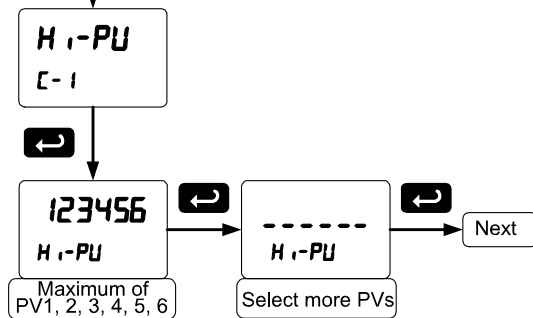 Hi-PV
C-1
123456
Hi-PV
Maximum of
PV1, 2, 3, 4, 5, 6
------
Hi-PV
Select more PVs
Next